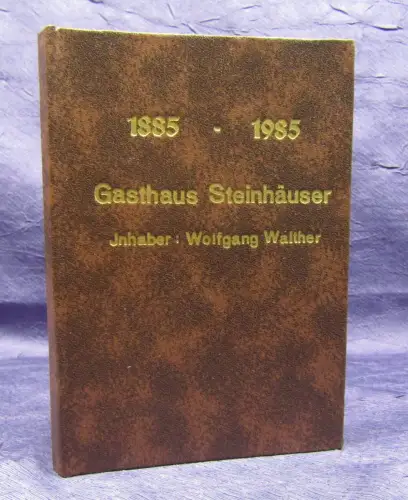 1885 - 1985
Gasthaus Steinhäuser
Jnhaber: Wolfgang Walther